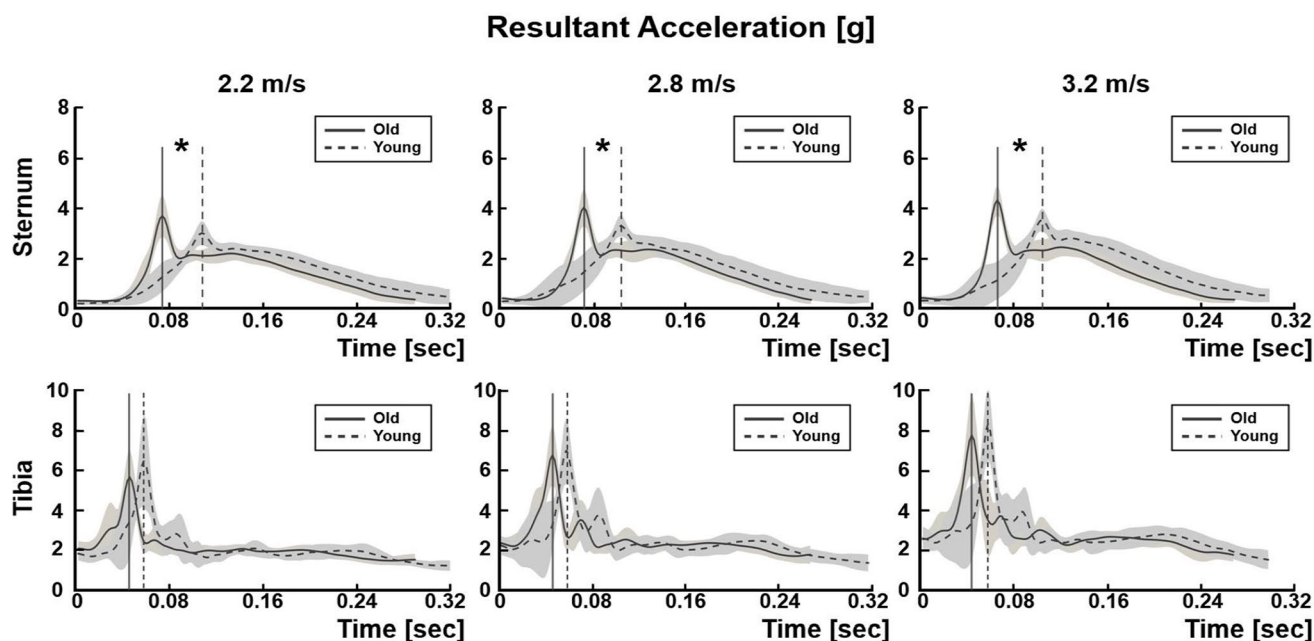 Resultant Acceleration [g]
2.2 m/s
2.8 m/s
3.2 m/s
Sternum
8
6
4
2
0
*
Old
Young
0 0.08 0.16 0.24 0.32
Time [sec]
8
6
4
2
0
*
Old
Young
0 0.08 0.16 0.24 0.32
Time [sec]
8
6
4
2
0
*
Old
Young
0 0.08 0.16 0.24 0.32
Time [sec]
Tibia
10
8
6
4
2
0
Old
Young
0 0.08 0.16 0.24 0.32
Time [sec]
10
8
6
4
2
0
Old
Young
0 0.08 0.16 0.24 0.32
Time [sec]
10
8
6
4
2
0
Old
Young
0 0.08 0.16 0.24 0.32
Time [sec]